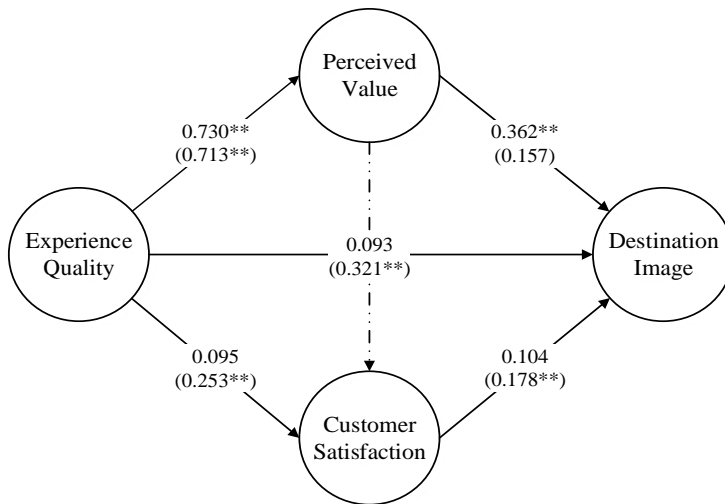 Perceived
Value
0.730**
(0.713**)
0.362**
(0.157)
Experience
Quality
0.093
(0.321**)
Destination
Image
0.095
(0.253**)
0.104
(0.178**)
Customer
Satisfaction